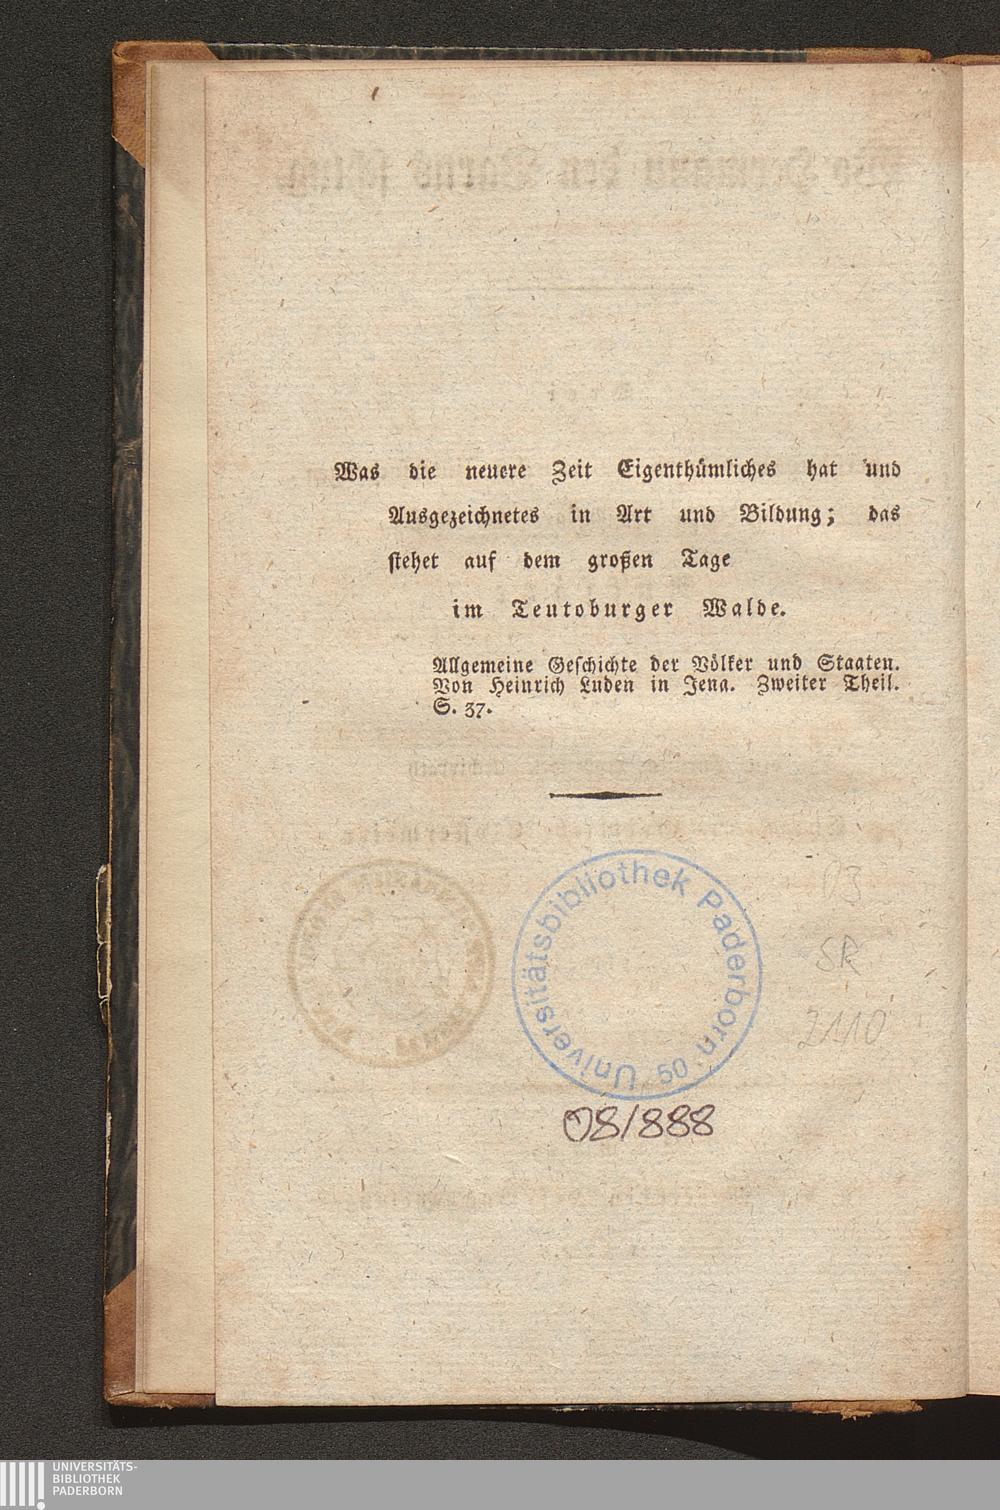 Was die neuere Zeit Eigenthümliches hat und
Ausgezeichnetes in Art und Bildung; das
stehet auf dem großen Tage
im Teutoburger Walde.
Allgemeine Geschichte der Völker und Staaten.
Von Heinrich Luden in Jena. Zweiter Theil.
S. 37.
03
SR
2110
Universitätsbibliothek Paderborn 50
08/888
UNIVERSITÄTS-
BIBLIOTHEK
PADERBORN